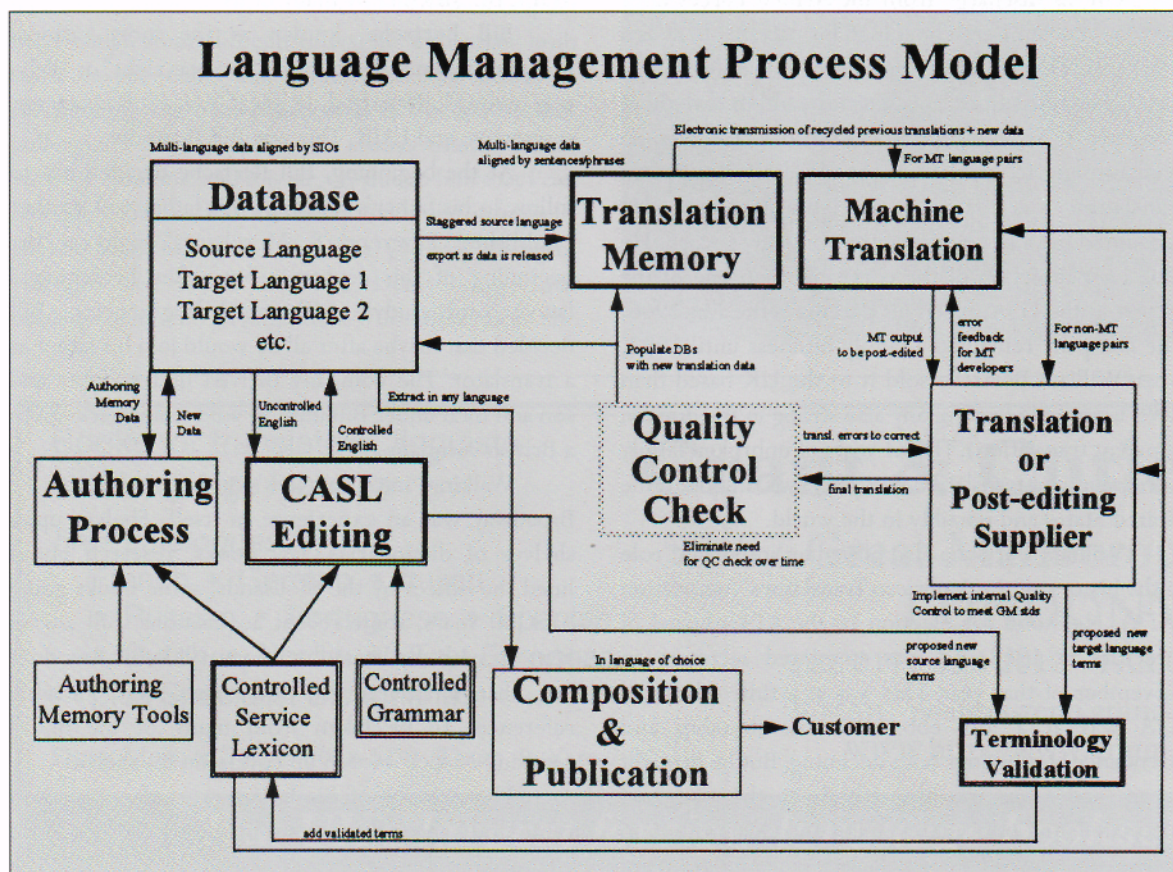 Language Management Process Model
Electronic transmission of recycled previous translations + new data
Multi-language data aligned by SIOs
Multi-language data
aligned by sentences/phrases
For MT language pairs
Database
Source Language
Target Language 1
Target Language 2
etc.
Staggered source language
export as data is released
Translation
Memory
Machine
Translation
MT output
to be post-edited
error
feedback
for MT
developers
For non-MT
language pairs
Populate DBs
with new translation data
Authoring
Memory
Data
New
Data
Uncontrolled
English
Controlled
English
Extract in any language
Authoring
Process
CASL
Editing
Quality
Control
Check
transl. errors to correct
final translation
Translation
or
Post-editing
Supplier
Eliminate need
for QC check over time
Implement internal Quality
Control to meet GM stds
proposed new
source language
terms
proposed new
target language
terms
Authoring
Memory Tools
Controlled
Service
Lexicon
Controlled
Grammar
In language of choice
Composition
&
Publication
Customer
Terminology
Validation
add validated terms